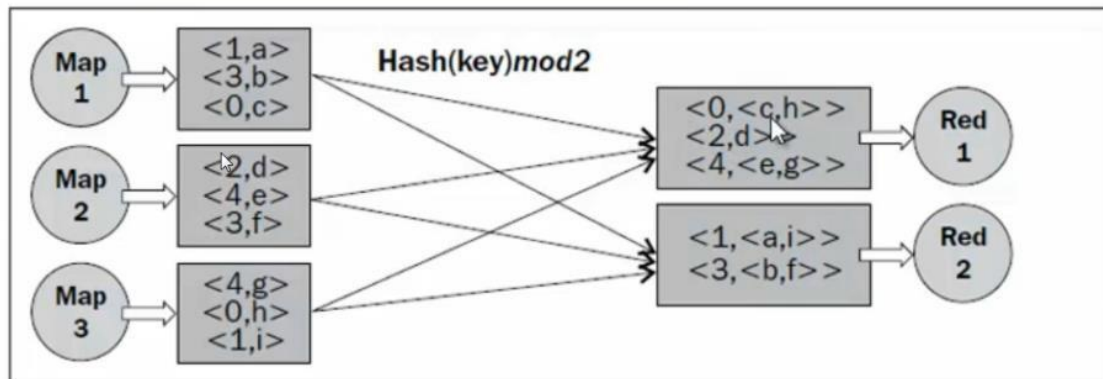 Map
1
<1,a>
<3,b>
<0,c>
Hash(key)mod2
<0,<c,h>>
<2,d>>
<4,<e,g>>
Red
1
Map
2
<2,d>
<4,e>
<3,f>
<1,<a,i>>
<3,<b,f>>
Red
2
Map
3
<4,g>
<0,h>
<1,i>